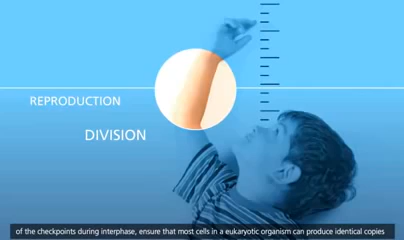 REPRODUCTION
DIVISION
of the checkpoints during interphase, ensure that most cells in a eukaryotic organism can produce identical copies